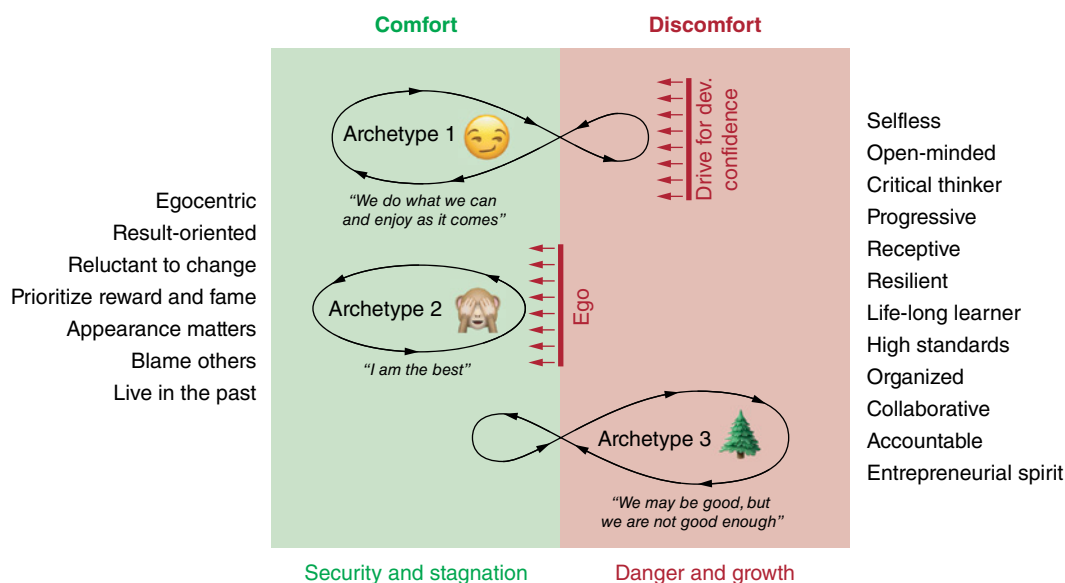 Comfort
Discomfort
Archetype 1
“We do what we can
and enjoy as it comes”
Drive for dev.
confidence
Egocentric
Result-oriented
Reluctant to change
Prioritize reward and fame
Appearance matters
Blame others
Live in the past
Archetype 2
“I am the best”
Ego
Archetype 3
“We may be good, but
we are not good enough”
Selfless
Open-minded
Critical thinker
Progressive
Receptive
Resilient
Life-long learner
High standards
Organized
Collaborative
Accountable
Entrepreneurial spirit
Security and stagnation
Danger and growth